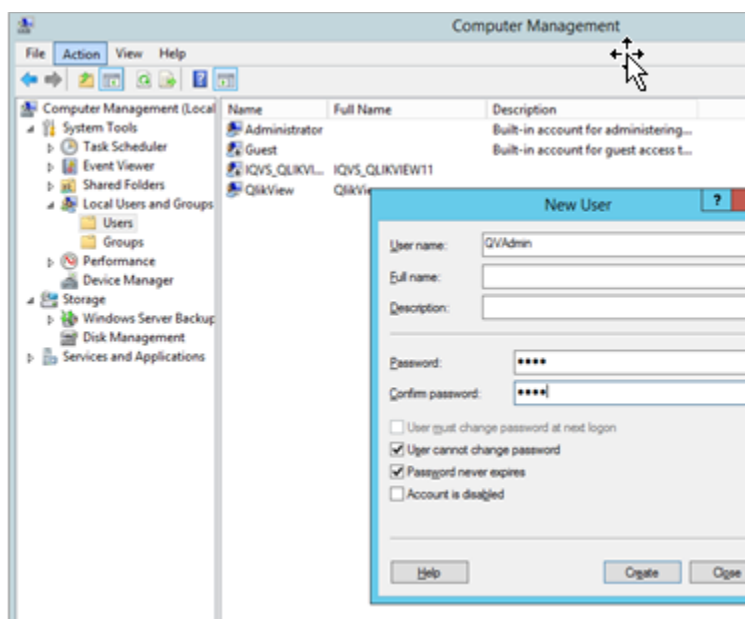 Computer Management
File Action View Help
Computer Management (Local
System Tools
Task Scheduler
Event Viewer
Shared Folders
Local Users and Groups
Users
Groups
Performance
Device Manager
Storage
Windows Server Backup
Disk Management
Services and Applications
Name Full Name Description
Administrator Built-in account for administering...
Guest Built-in account for guest access t...
IQVS_QLIKVI... IQVS_QLIKVIEW11
QlikView QlikVie
New User ?
User name: QVAdmin
Full name:
Description:
Password: ••••
Confirm password: ••••
User must change password at next logon
User cannot change password
Password never expires
Account is disabled
Help Create Close